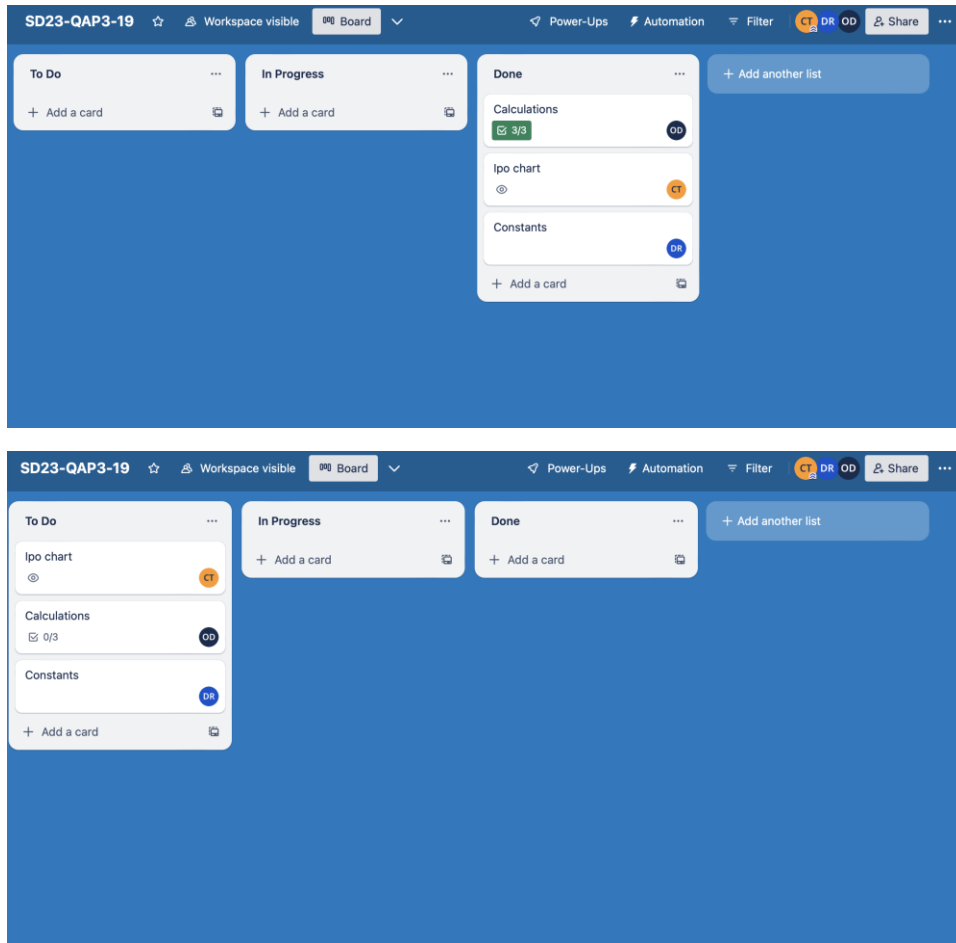 SD23-QAP3-19 Workspace visible Board Power-Ups Automation Filter CT DR OD Share
To Do In Progress Done + Add another list
+ Add a card + Add a card
Calculations
3/3 OD
Ipo chart
CT
Constants
DR
+ Add a card
SD23-QAP3-19 Workspace visible Board Power-Ups Automation Filter CT DR OD Share
To Do In Progress Done + Add another list
Ipo chart
CT
+ Add a card + Add a card
Calculations
0/3 OD
Constants
DR
+ Add a card